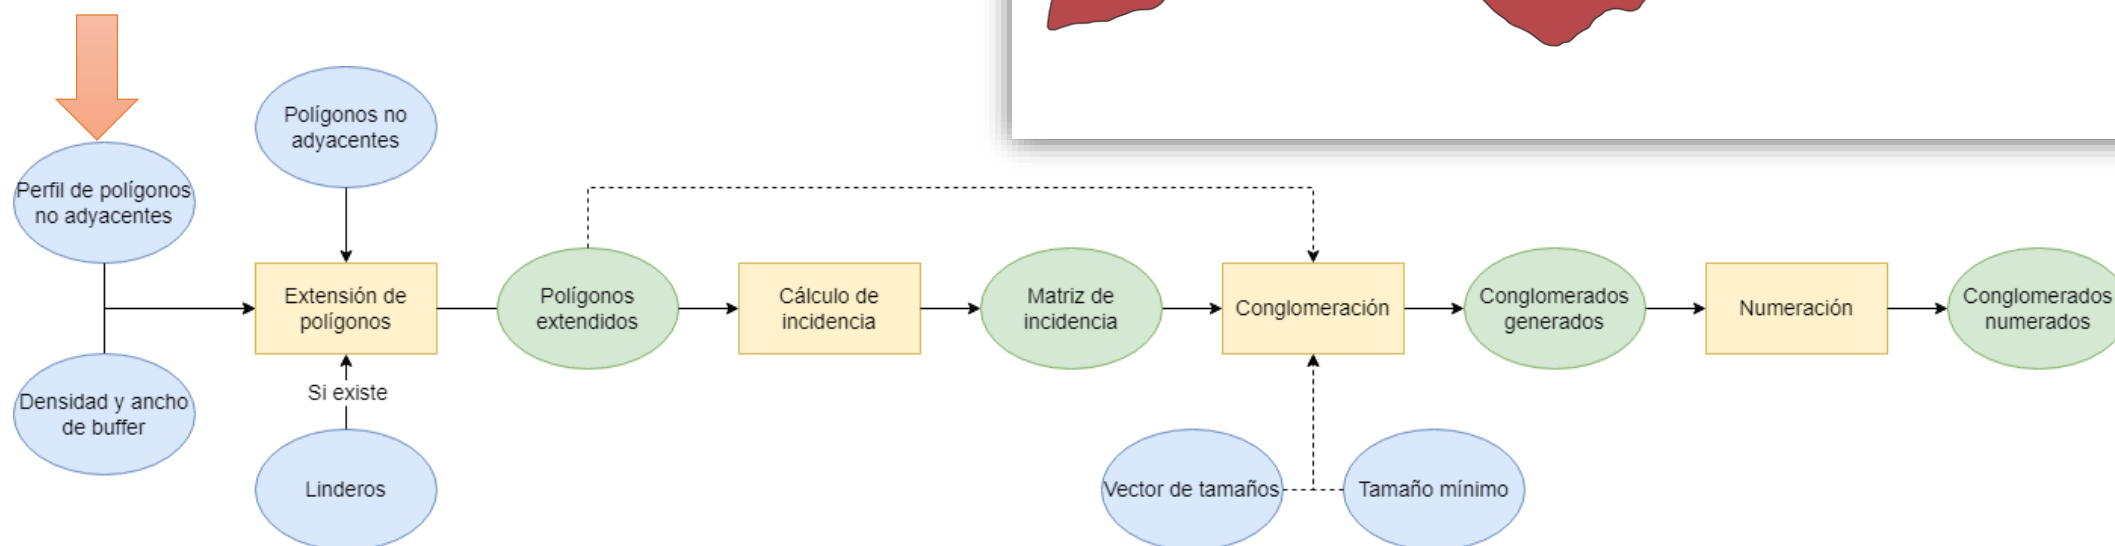 Polígonos no
adyacentes
Perfil de polígonos
no adyacentes
Extensión de
polígonos
Polígonos
extendidos
Cálculo de
incidencia
Matriz de
incidencia
Conglomeración
Conglomerados
generados
Numeración
Conglomerados
numerados
Si existe
Densidad y ancho
de buffer
Linderos
Vector de tamaños
Tamaño mínimo